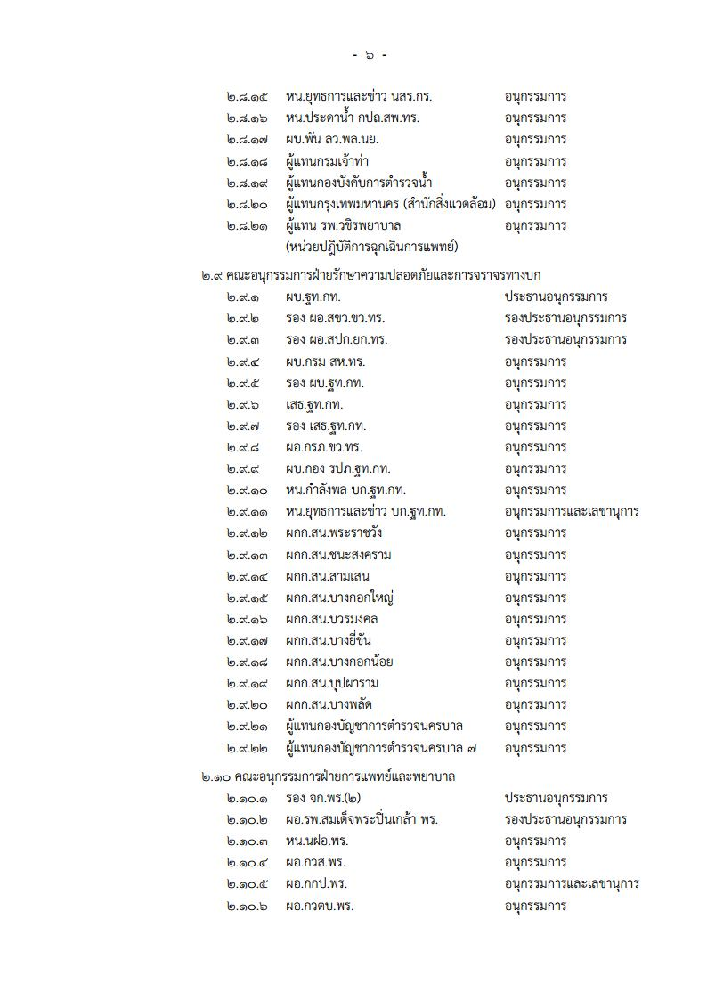 - ๖ -
๒.๘.๑๕ หน.ยุทธการและข่าว นสร.กร. อนุกรรมการ
๒.๘.๑๖ หน.ประดาน้ำ กปถ.สพ.ทร. อนุกรรมการ
๒.๘.๑๗ ผบ.พัน ลว.พล.นย. อนุกรรมการ
๒.๘.๑๘ ผู้แทนกรมเจ้าท่า อนุกรรมการ
๒.๘.๑๙ ผู้แทนกองบังคับการตำรวจน้ำ อนุกรรมการ
๒.๘.๒๐ ผู้แทนกรุงเทพมหานคร (สำนักสิ่งแวดล้อม) อนุกรรมการ
๒.๘.๒๑ ผู้แทน รพ.วชิรพยาบาล อนุกรรมการ
(หน่วยปฏิบัติการฉุกเฉินการแพทย์)
๒.๙ คณะอนุกรรมการฝ่ายรักษาความปลอดภัยและการจราจรทางบก
๒.๙.๑ ผบ.ฐท.กท. ประธานอนุกรรมการ
๒.๙.๒ รอง ผอ.สขว.ขว.ทร. รองประธานอนุกรรมการ
๒.๙.๓ รอง ผอ.สปก.ยก.ทร. รองประธานอนุกรรมการ
๒.๙.๔ ผบ.กรม สห.ทร. อนุกรรมการ
๒.๙.๕ รอง ผบ.ฐท.กท. อนุกรรมการ
๒.๙.๖ เสธ.ฐท.กท. อนุกรรมการ
๒.๙.๗ รอง เสธ.ฐท.กท. อนุกรรมการ
๒.๙.๘ ผอ.กรภ.ขว.ทร. อนุกรรมการ
๒.๙.๙ ผบ.กอง รปภ.ฐท.กท. อนุกรรมการ
๒.๙.๑๐ หน.กำลังพล บก.ฐท.กท. อนุกรรมการ
๒.๙.๑๑ หน.ยุทธการและข่าว บก.ฐท.กท. อนุกรรมการและเลขานุการ
๒.๙.๑๒ ผกก.สน.พระราชวัง อนุกรรมการ
๒.๙.๑๓ ผกก.สน.ชนะสงคราม อนุกรรมการ
๒.๙.๑๔ ผกก.สน.สามเสน อนุกรรมการ
๒.๙.๑๕ ผกก.สน.บางกอกใหญ่ อนุกรรมการ
๒.๙.๑๖ ผกก.สน.บวรมงคล อนุกรรมการ
๒.๙.๑๗ ผกก.สน.บางยี่ขัน อนุกรรมการ
๒.๙.๑๘ ผกก.สน.บางกอกน้อย อนุกรรมการ
๒.๙.๑๙ ผกก.สน.บุปผาราม อนุกรรมการ
๒.๙.๒๐ ผกก.สน.บางพลัด อนุกรรมการ
๒.๙.๒๑ ผู้แทนกองบัญชาการตำรวจนครบาล อนุกรรมการ
๒.๙.๒๒ ผู้แทนกองบัญชาการตำรวจนครบาล ๗ อนุกรรมการ
๒.๑๐ คณะอนุกรรมการฝ่ายการแพทย์และพยาบาล
๒.๑๐.๑ รอง จก.พร.(๒) ประธานอนุกรรมการ
๒.๑๐.๒ ผอ.รพ.สมเด็จพระปิ่นเกล้า พร. รองประธานอนุกรรมการ
๒.๑๐.๓ หน.นฝอ.พร. อนุกรรมการ
๒.๑๐.๔ ผอ.กวส.พร. อนุกรรมการ
๒.๑๐.๕ ผอ.กกป.พร. อนุกรรมการและเลขานุการ
๒.๑๐.๖ ผอ.กวตบ.พร. อนุกรรมการ